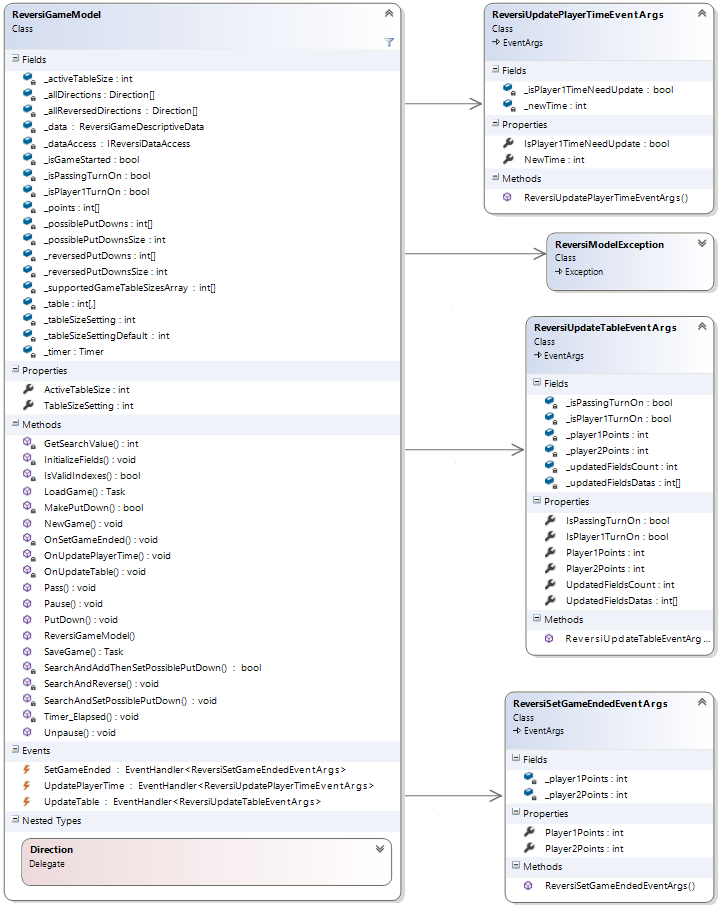 ReversiGameModel
Class
Fields
_activeTableSize : int
_allDirections : Direction[]
_allReversedDirections : Direction[]
_data : ReversiGameDescriptiveData
_dataAccess : IReversiDataAccess
_isGameStarted : bool
_isPassingTurnOn : bool
_isPlayer1TurnOn : bool
_points : int[]
_possiblePutDowns : int[]
_possiblePutDownsSize : int
_reversedPutDowns : int[]
_reversedPutDownsSize : int
_supportedGameTableSizesArray : int[]
_table : int[,]
_tableSizeSetting : int
_tableSizeSettingDefault : int
_timer : Timer
Properties
ActiveTableSize : int
TableSizeSetting : int
Methods
GetSearchValue() : int
InitializeFields() : void
IsValidIndexes() : bool
LoadGame() : Task
MakePutDown() : bool
NewGame() : void
OnSetGameEnded() : void
OnUpdatePlayerTime() : void
OnUpdateTable() : void
Pass() : void
Pause() : void
PutDown() : void
ReversiGameModel()
SaveGame() : Task
SearchAndAddThenSetPossiblePutDown() : bool
SearchAndReverse() : void
SearchAndSetPossiblePutDown() : void
Timer_Elapsed() : void
Unpause() : void
Events
SetGameEnded : EventHandler<ReversiSetGameEndedEventArgs>
UpdatePlayerTime : EventHandler<ReversiUpdatePlayerTimeEventArgs>
UpdateTable : EventHandler<ReversiUpdateTableEventArgs>
Nested Types
Direction
Delegate
ReversiUpdatePlayerTimeEventArgs
Class
EventArgs
Fields
_isPlayer1TimeNeedUpdate : bool
_newTime : int
Properties
IsPlayer1TimeNeedUpdate : bool
NewTime : int
Methods
ReversiUpdatePlayerTimeEventArgs()
ReversiModelException
Class
Exception
ReversiUpdateTableEventArgs
Class
EventArgs
Fields
_isPassingTurnOn : bool
_isPlayer1TurnOn : bool
_player1Points : int
_player2Points : int
_updatedFieldsCount : int
_updatedFieldsDatas : int[]
Properties
IsPassingTurnOn : bool
IsPlayer1TurnOn : bool
Player1Points : int
Player2Points : int
UpdatedFieldsCount : int
UpdatedFieldsDatas : int[]
Methods
ReversiUpdateTableEventArg...
ReversiSetGameEndedEventArgs
Class
EventArgs
Fields
_player1Points : int
_player2Points : int
Properties
Player1Points : int
Player2Points : int
Methods
ReversiSetGameEndedEventArgs()